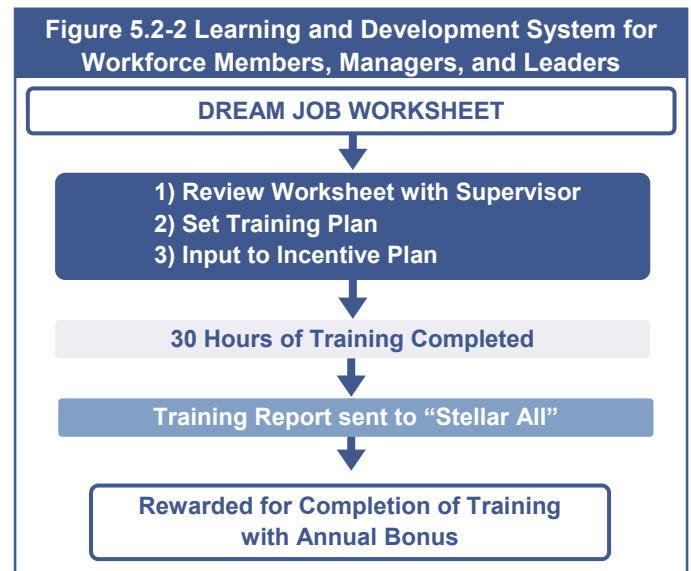 Figure 5.2-2 Learning and Development System for
Workforce Members, Managers, and Leaders
DREAM JOB WORKSHEET
1) Review Worksheet with Supervisor
2) Set Training Plan
3) Input to Incentive Plan
30 Hours of Training Completed
Training Report sent to “Stellar All”
Rewarded for Completion of Training
with Annual Bonus